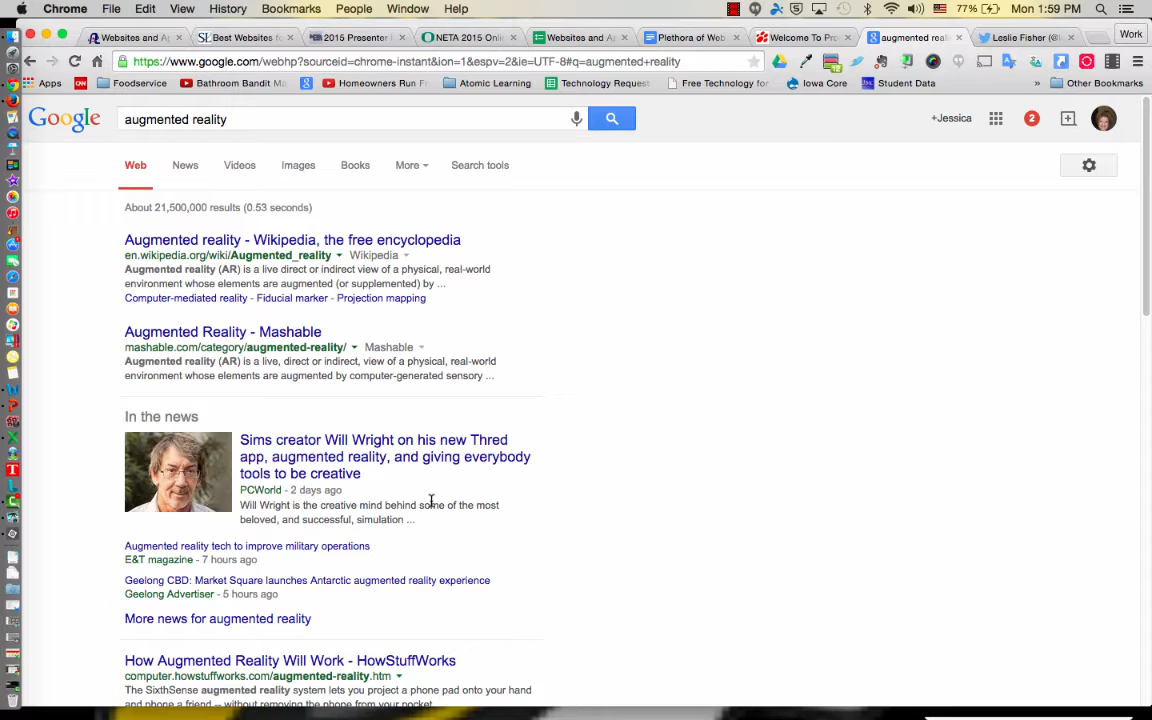 Chrome File Edit View History Bookmarks People Window Help 77% Mon 1:59 PM
Websites and Ap
Best Websites fo
2015 Presenter I
NETA 2015 Onli
Websites and Ap
Plethora of Web
Welcome To Pro
augmented reali
Leslie Fisher (@l
Work
https://www.google.com/webhp?sourceid=chrome-instant&ion=1&espv=2&ie=UTF-8#q=augmented+reality
Apps Foodservice Bathroom Bandit Ma Homeowners Run Fr Atomic Learning Technology Reques Free Technology for Iowa Core Student Data » Other Bookmarks
Google augmented reality +Jessica 2
Web News Videos Images Books More Search tools
About 21,500,000 results (0.53 seconds)
Augmented reality - Wikipedia, the free encyclopedia
en.wikipedia.org/wiki/Augmented_reality Wikipedia
Augmented reality (AR) is a live direct or indirect view of a physical, real-world
environment whose elements are augmented (or supplemented) by ...
Computer-mediated reality - Fiducial marker - Projection mapping
Augmented Reality - Mashable
mashable.com/category/augmented-reality/ Mashable
Augmented reality (AR) is a live, direct or indirect, view of a physical, real-world
environment whose elements are augmented by computer-generated sensory ...
In the news
Sims creator Will Wright on his new Thred
app, augmented reality, and giving everybody
tools to be creative
PCWorld - 2 days ago
Will Wright is the creative mind behind some of the most
beloved, and successful, simulation ...
Augmented reality tech to improve military operations
E&T magazine - 7 hours ago
Geelong CBD: Market Square launches Antarctic augmented reality experience
Geelong Advertiser - 5 hours ago
More news for augmented reality
How Augmented Reality Will Work - HowStuffWorks
computer.howstuffworks.com/augmented-reality.htm
The SixthSense augmented reality system lets you project a phone pad onto your hand
and phone a friend -- without removing the phone from your pocket.